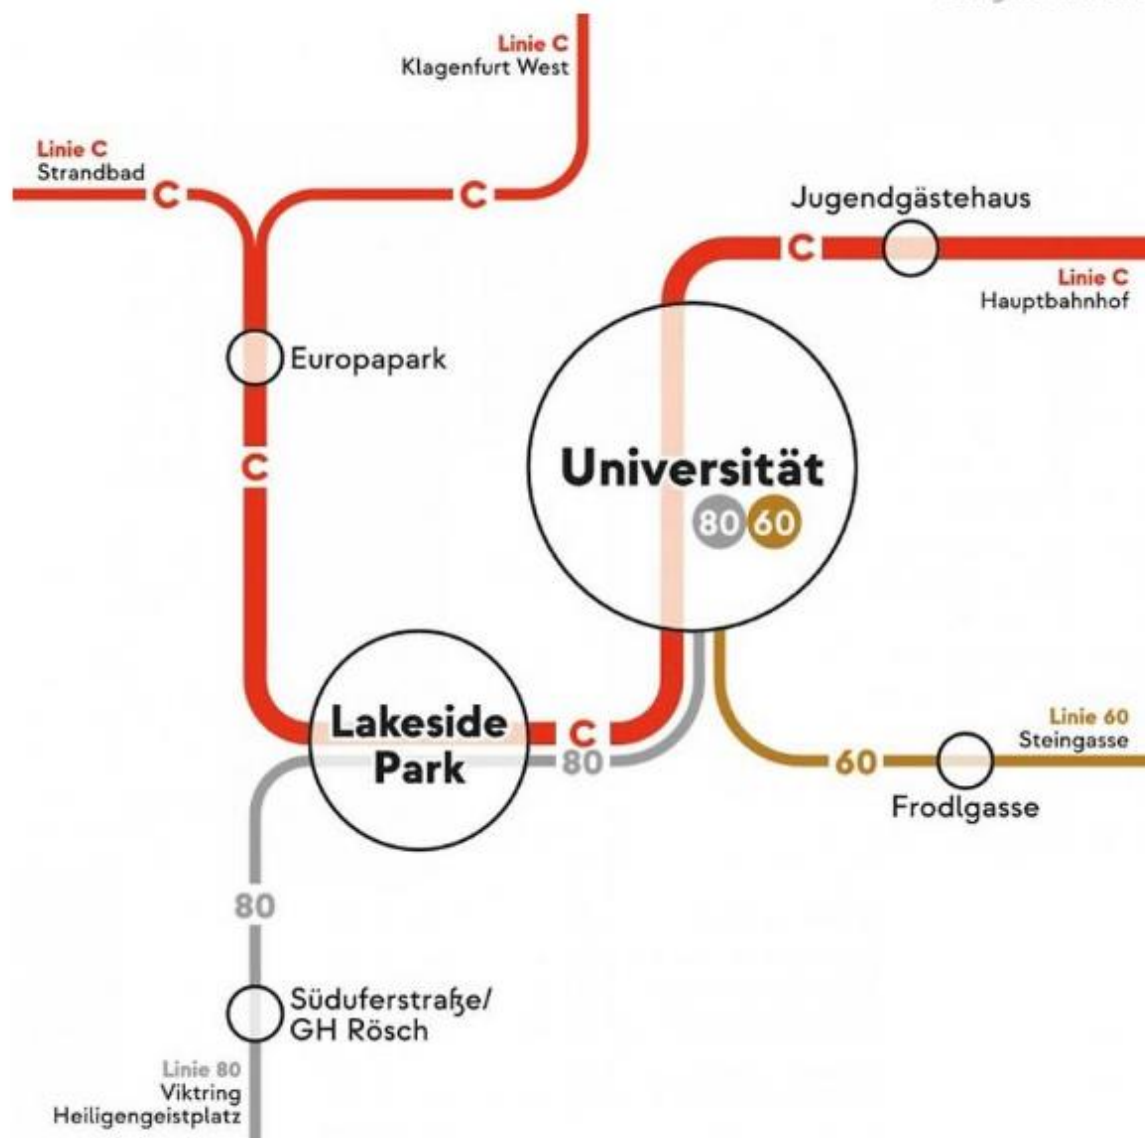 Linie C
Klagenfurt West
Linie C
Strandbad
C
C
Jugendgästehaus
C
Linie C
Hauptbahnhof
Europapark
C
Universität
80 60
Lakeside
Park
C
80
Linie 60
Steingasse
60
Frodlgasse
80
Süduferstraße/
GH Rösch
Linie 80
Viktring
Heiligengeistplatz